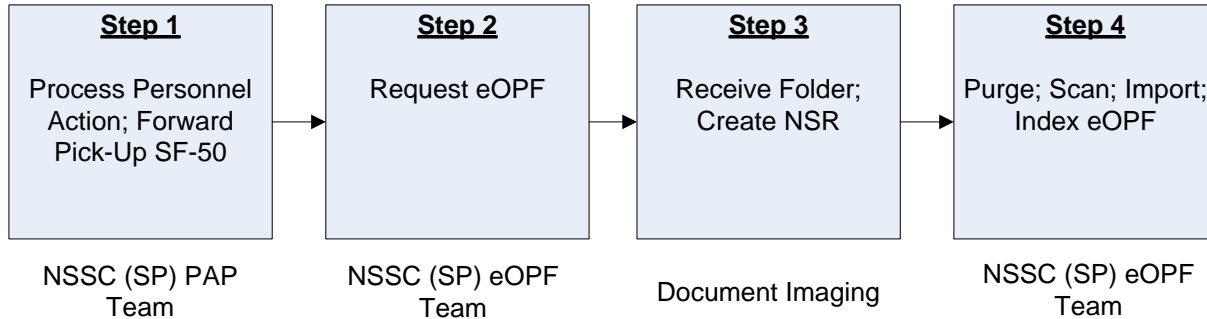 Step 1
Process Personnel
Action; Forward
Pick-Up SF-50
Step 2
Request eOPF
Step 3
Receive Folder;
Create NSR
Step 4
Purge; Scan; Import;
Index eOPF
NSSC (SP) PAP
Team
NSSC (SP) eOPF
Team
Document Imaging
NSSC (SP) eOPF
Team